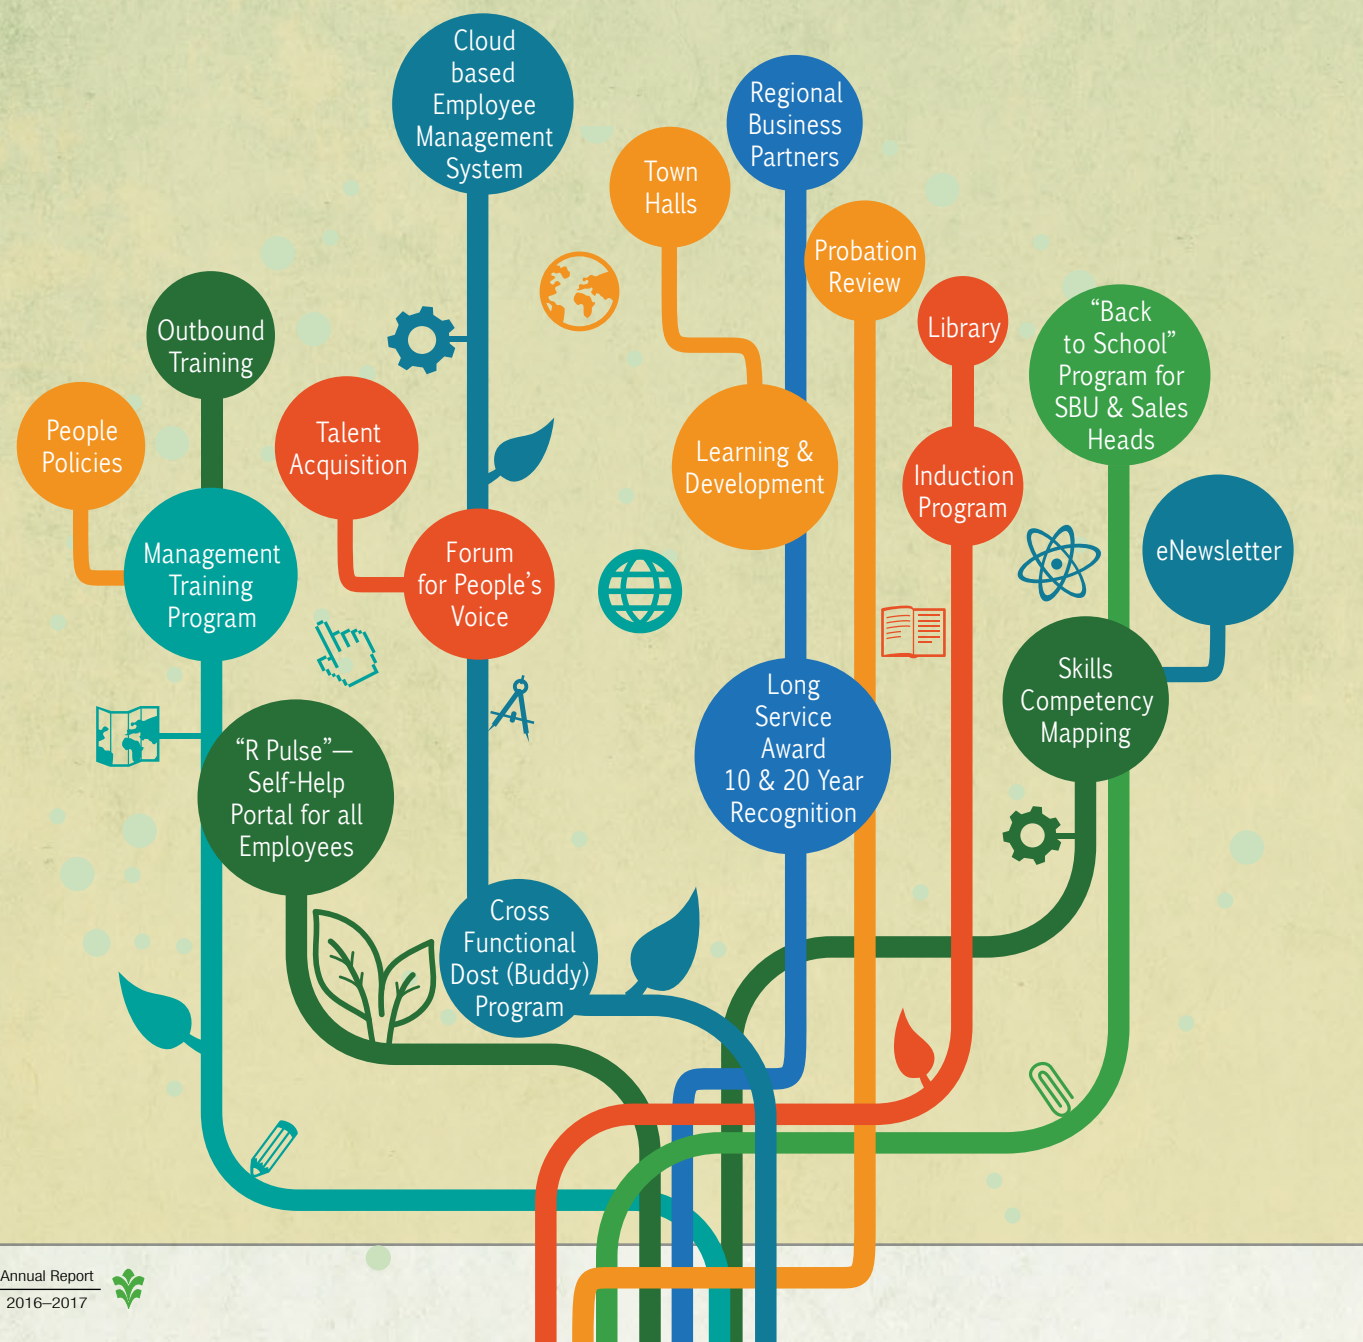 Cloud
based
Employee
Management
System
Regional
Business
Partners
Town
Halls
Probation
Review
Library
“Back
to School”
Program for
SBU & Sales
Heads
Outbound
Training
People
Policies
Talent
Acquisition
Learning &
Development
Induction
Program
eNewsletter
Management
Training
Program
Forum
for People’s
Voice
Skills
Competency
Mapping
Long
Service
Award
10 & 20 Year
Recognition
“R Pulse”—
Self-Help
Portal for all
Employees
Cross
Functional
Dost (Buddy)
Program
Annual Report
2016–2017